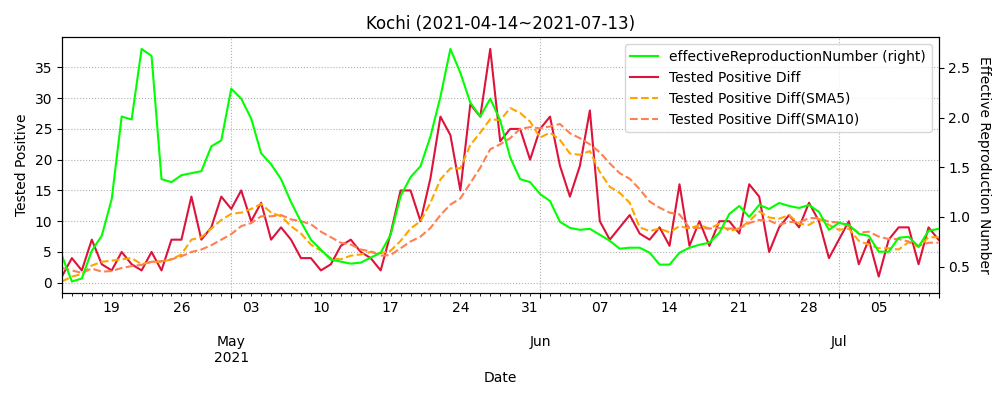 Kochi (2021-04-14~2021-07-13)
effectiveReproductionNumber (right)
Tested Positive Diff
Tested Positive Diff(SMA5)
Tested Positive Diff(SMA10)
Tested Positive
35
30
25
20
15
10
5
0
Effective Reproduction Number
2.5
2.0
1.5
1.0
0.5
19 26 03 10 17 24 31 07 14 21 28 05
May Jun Jul
2021
Date